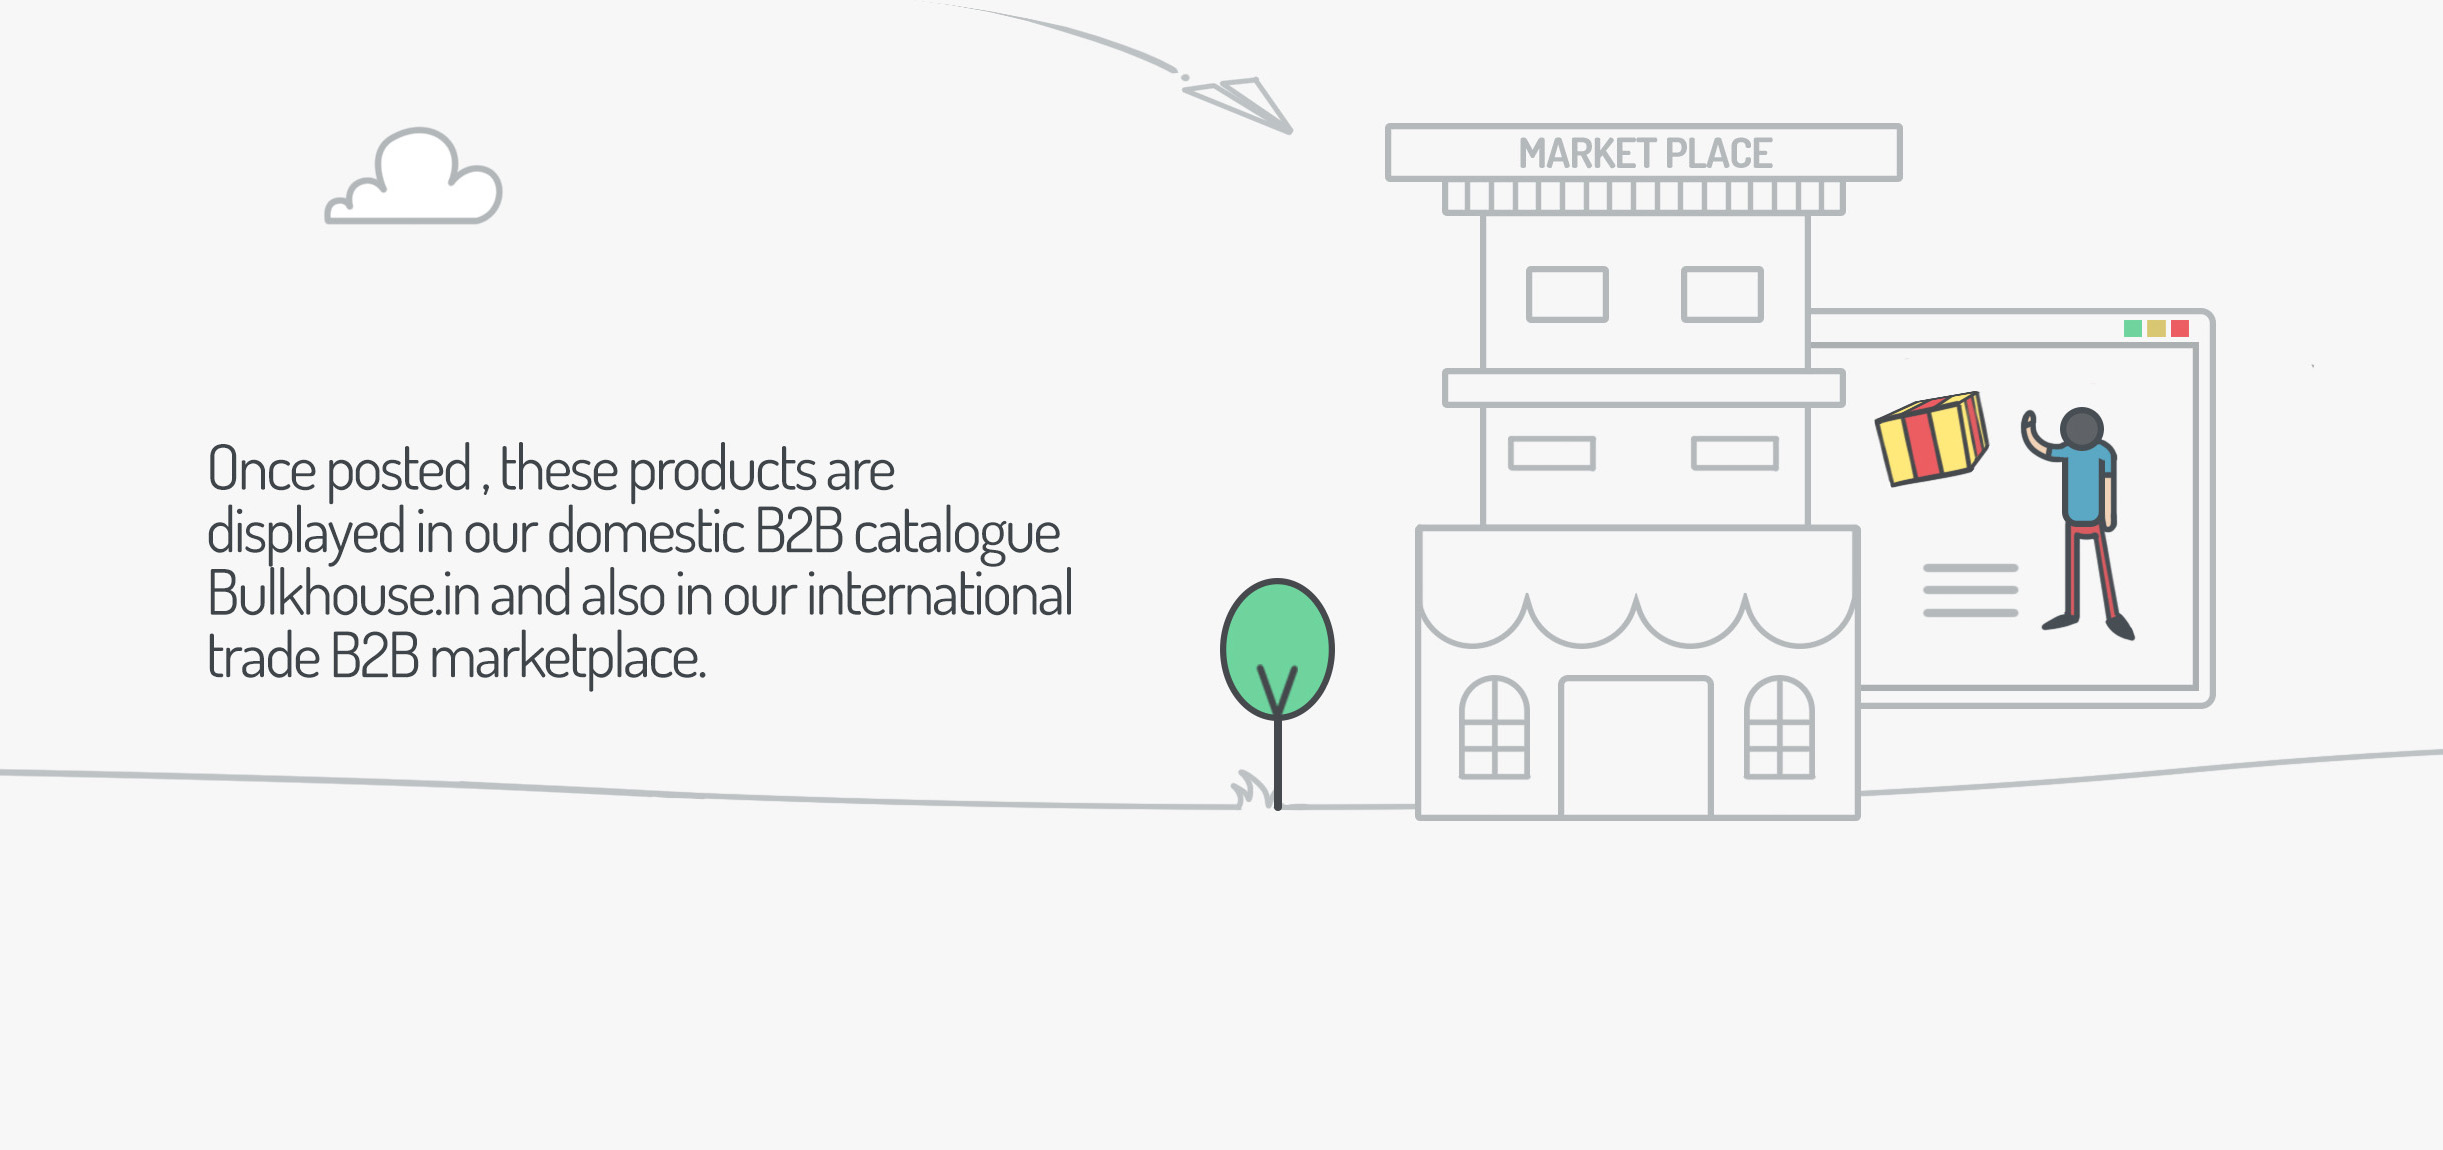 MARKET PLACE
Once posted , these products are
displayed in our domestic B2B catalogue
Bulkhouse.in and also in our international
trade B2B marketplace.